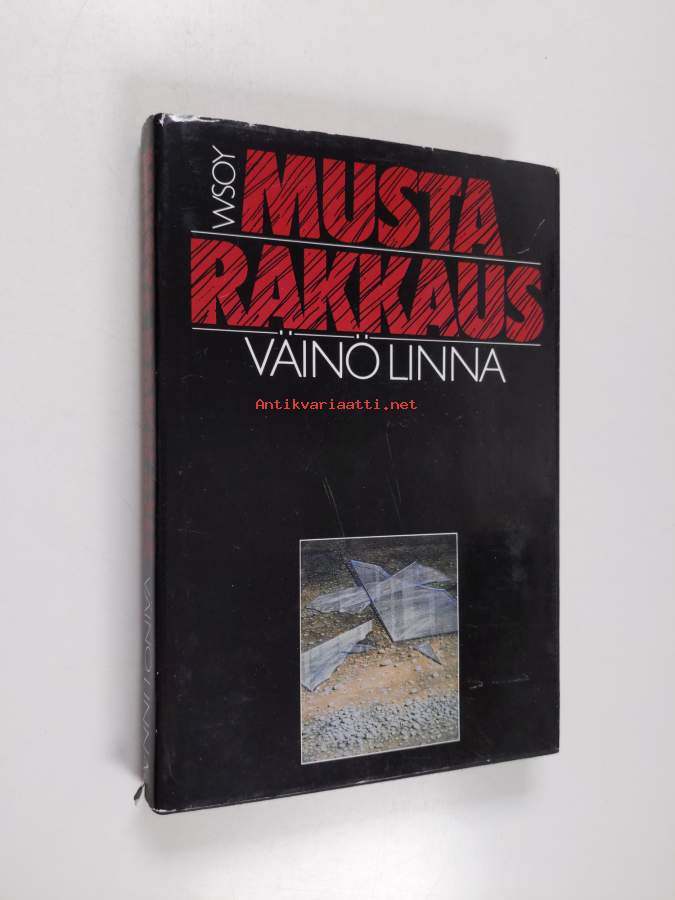 WSOY
MUSTA
RAKKAUS
VÄINÖ LINNA
Antikvariaatti.net
VÄINÖ LINNA